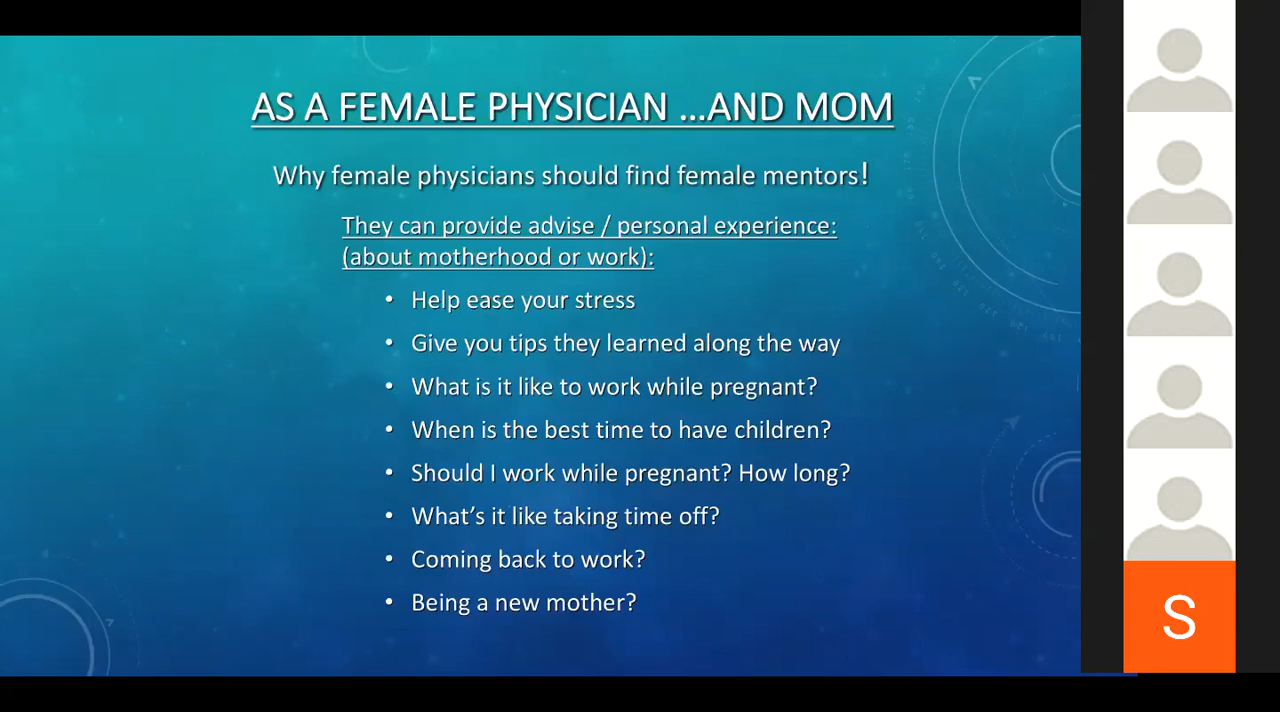 AS A FEMALE PHYSICIAN ...AND MOM
Why female physicians should find female mentors!
They can provide advise / personal experience:
(about motherhood or work):
• Help ease your stress
• Give you tips they learned along the way
• What is it like to work while pregnant?
• When is the best time to have children?
• Should I work while pregnant? How long?
• What's it like taking time off?
• Coming back to work?
• Being a new mother?
S